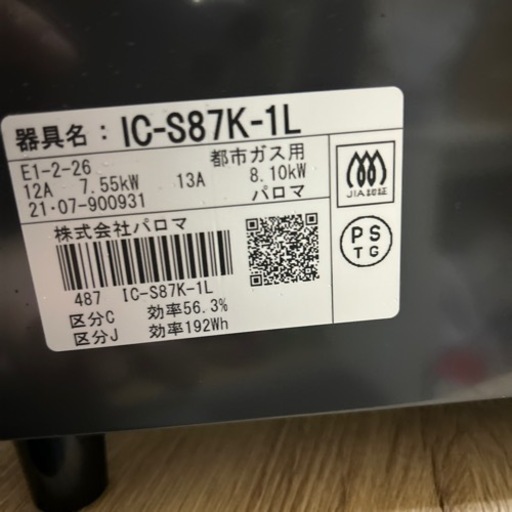 器具名：IC-S87K-1L
E1-2-26 都市ガス用
12A 7.55kW 13A 8.10kW
21・07-900931 パロマ
JIA認証
株式会社パロマ
PS
TG
487 IC-S87K-1L
区分C 効率56.3%
区分J 効率192Wh